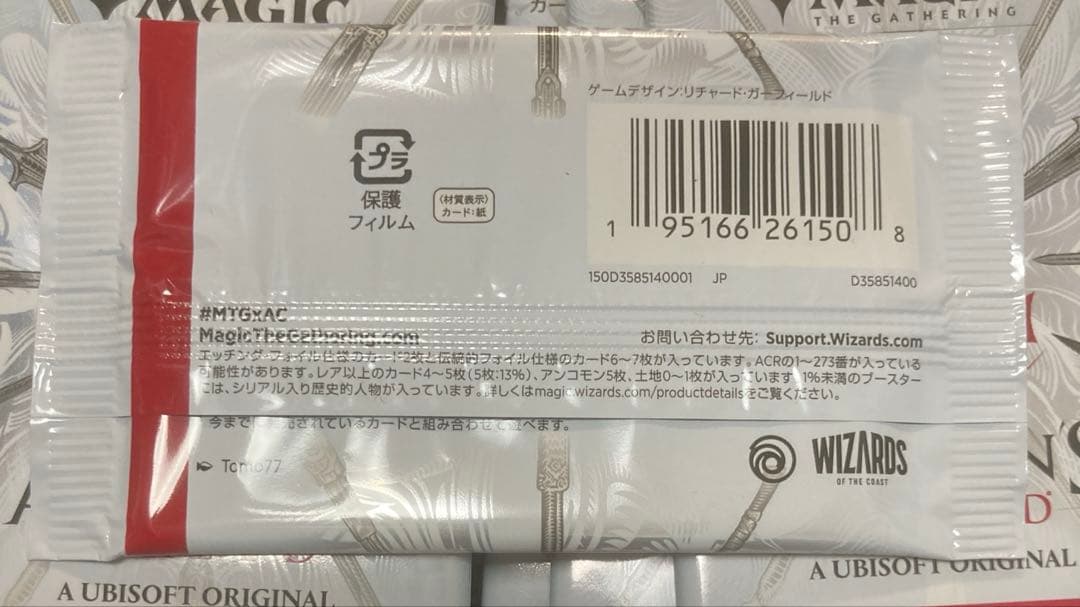 MAGIC
カー
THE GATHERING
ゲームデザイン:リチャード・ガーフィールド
プラ
保護
フィルム
〈材質表示〉
カード:紙
1 95166 26150 8
150D3585140001 JP D35851400
#MTGxAC
MagicTheGathering.com
お問い合わせ先: Support.Wizards.com
エッチング・フォイル仕様のカード2枚と伝統的フォイル仕様のカード6~7枚が入っています。ACRの1~273番が入っている
可能性があります。レア以上のカード4~5枚(5枚:13%)、アンコモン5枚、土地0~1枚が入っています。1%未満のブースター
には、シリアル入り歴史的人物が入っています。詳しくはmagic.wizards.com/productdetailsをご覧ください。
今までに発売されているカードと組み合わせて遊べます。
Tomo77
WIZARDS
OF THE COAST
A UBISOFT ORIGINAL
A UBISOFT ORIGINAL